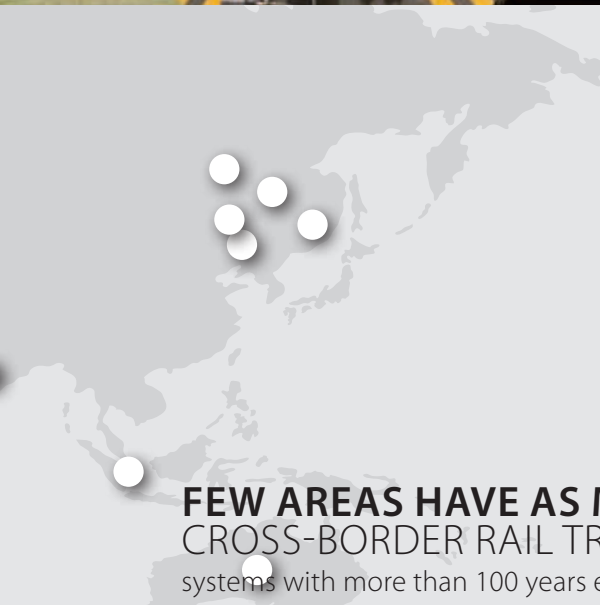 FEW AREAS HAVE AS
CROSS-BORDER RAIL
systems with more than 100 years